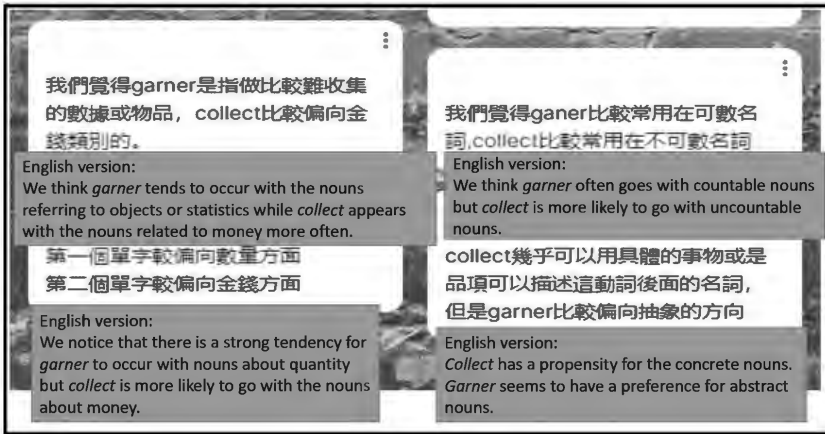 我們覺得garner是指做比較難收集
的數據或物品，collect比較偏向金
錢類別的。
English version:
We think garner tends to occur with the nouns
referring to objects or statistics while collect appears
with the nouns related to money more often.
第一個單字較偏向數量方面
第二個單字較偏向金錢方面
English version:
We notice that there is a strong tendency for
garner to occur with nouns about quantity
but collect is more likely to go with the nouns
about money.
我們覺得ganer比較常用在可數名
詞,collect比較常用在不可數名詞
English version:
We think garner often goes with countable nouns
but collect is more likely to go with uncountable
nouns.
collect幾乎可以用具體的事物或是
品項可以描述這動詞後面的名詞，
但是garner比較偏向抽象的方向
English version:
Collect has a propensity for the concrete nouns.
Garner seems to have a preference for abstract
nouns.